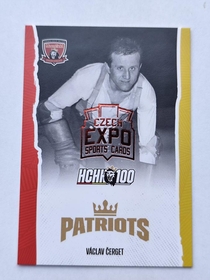 CZECH
EXPO
SPORTS CARDS
HCHK 100
PATRIOTS
VÁCLAV ČERGET